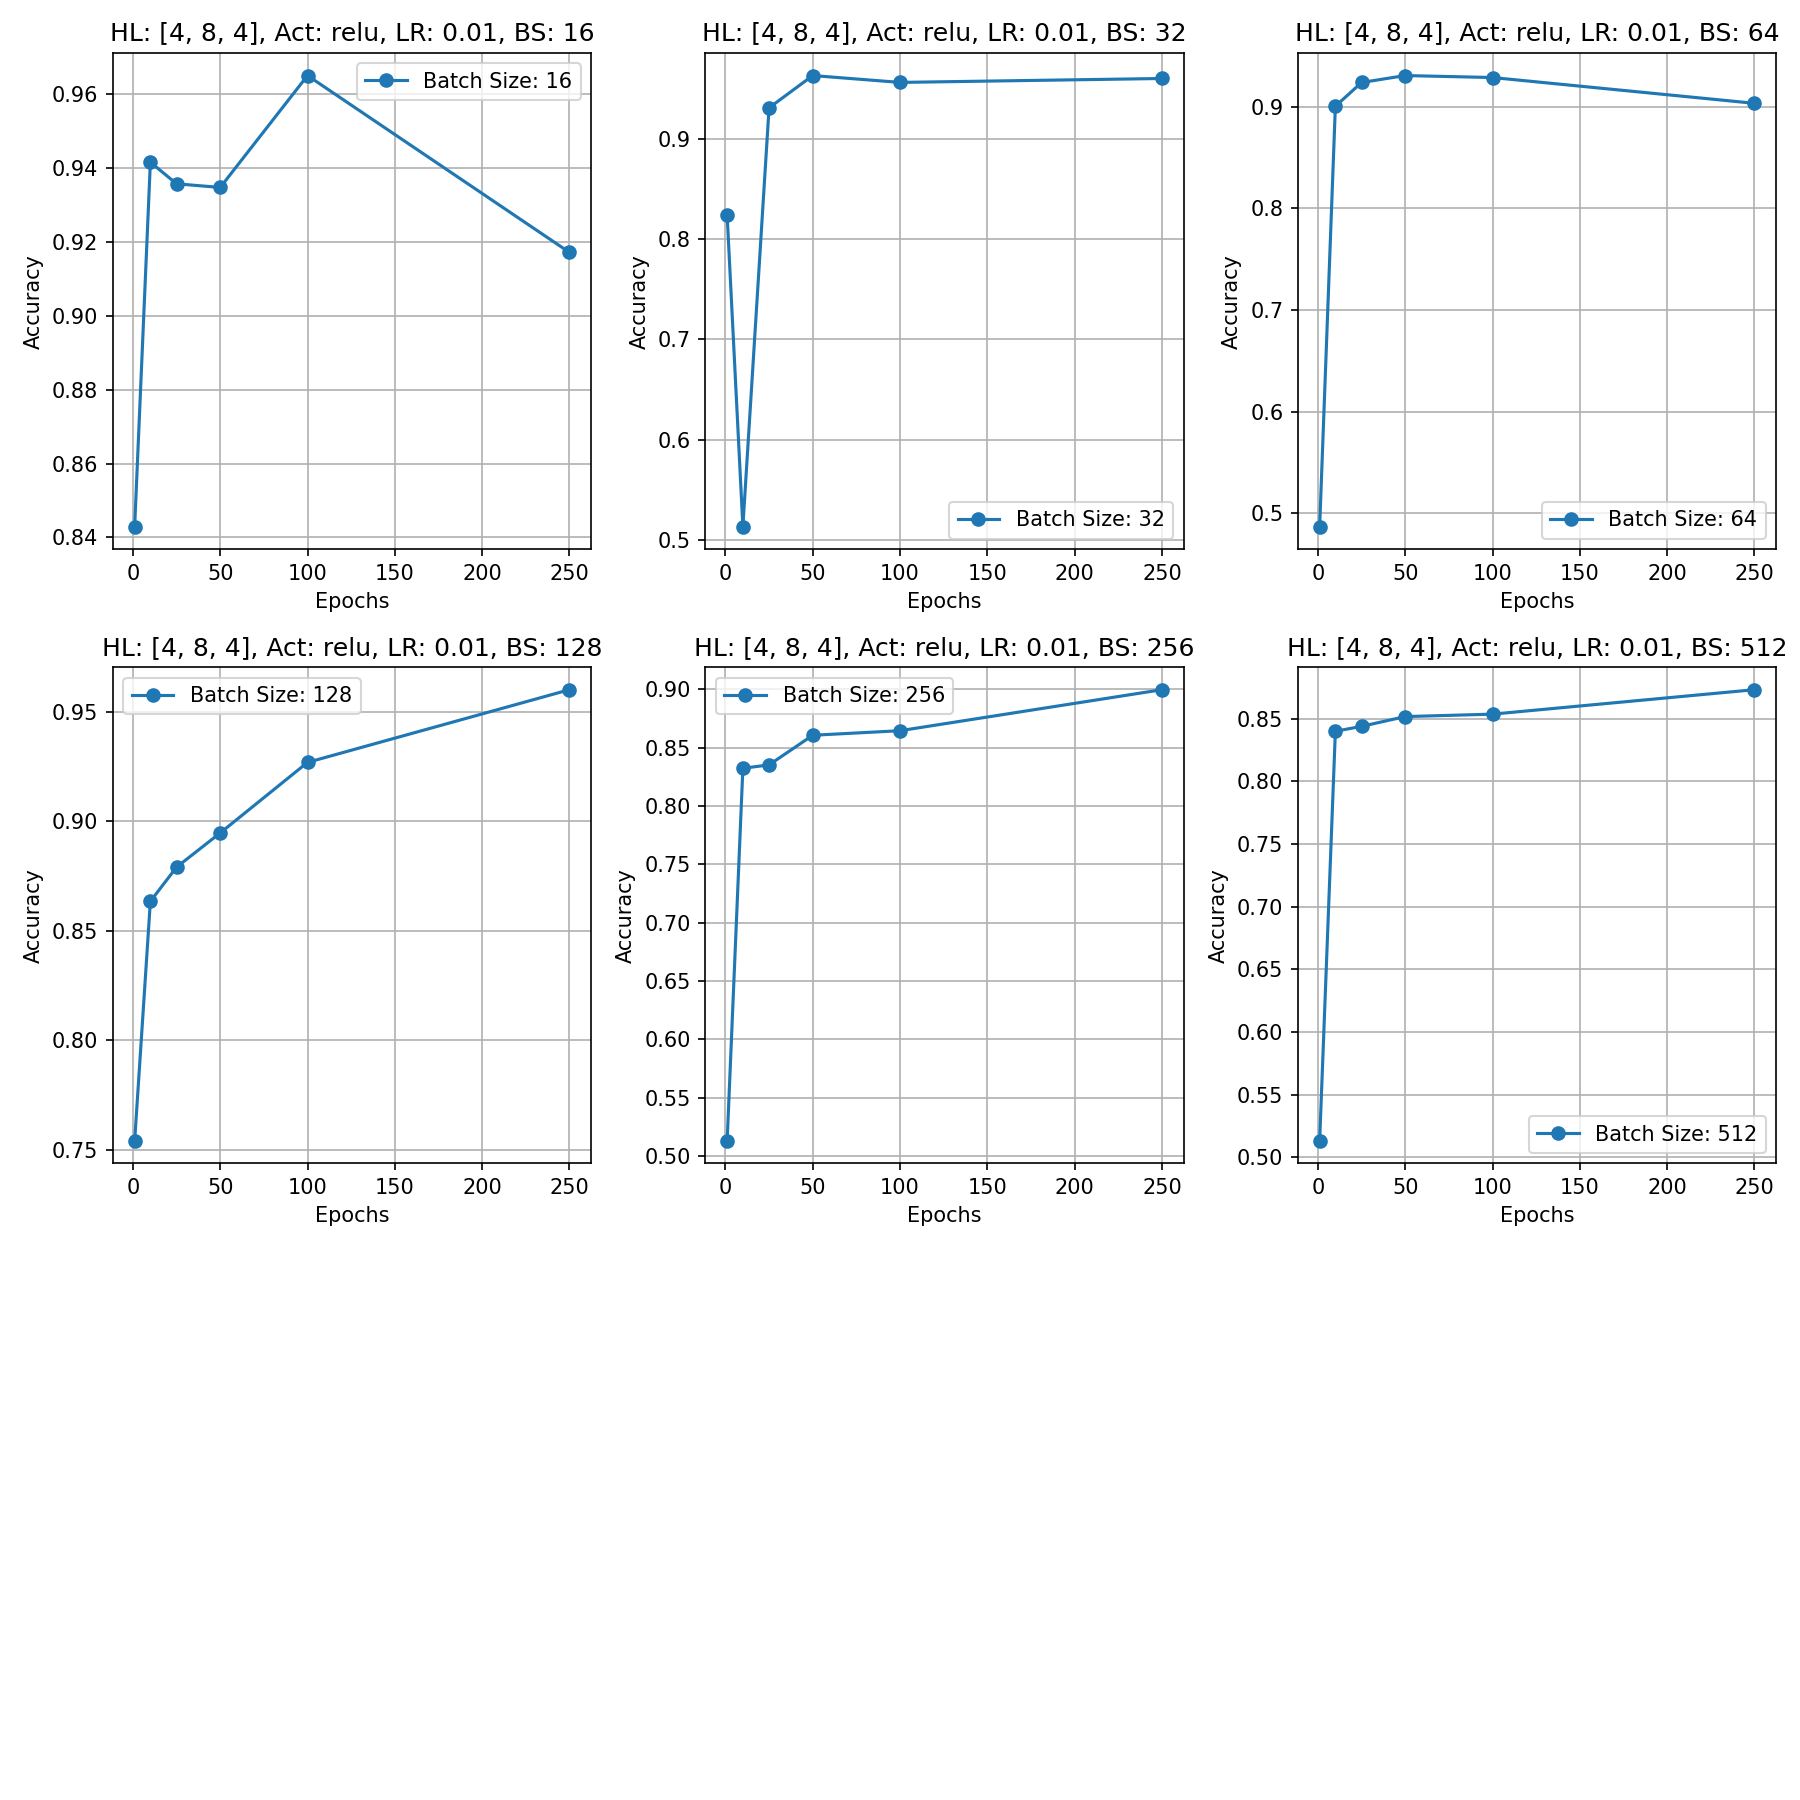 HL: [4, 8, 4], Act: relu, LR: 0.01, BS: 16
Batch Size: 16
Accuracy
0.96
0.94
0.92
0.90
0.88
0.86
0.84
0 50 100 150 200 250
Epochs
HL: [4, 8, 4], Act: relu, LR: 0.01, BS: 32
Accuracy
0.9
0.8
0.7
0.6
0.5
Batch Size: 32
0 50 100 150 200 250
Epochs
HL: [4, 8, 4], Act: relu, LR: 0.01, BS: 64
Accuracy
0.9
0.8
0.7
0.6
0.5
Batch Size: 64
0 50 100 150 200 250
Epochs
HL: [4, 8, 4], Act: relu, LR: 0.01, BS: 128
Batch Size: 128
Accuracy
0.95
0.90
0.85
0.80
0.75
0 50 100 150 200 250
Epochs
HL: [4, 8, 4], Act: relu, LR: 0.01, BS: 256
Batch Size: 256
Accuracy
0.90
0.85
0.80
0.75
0.70
0.65
0.60
0.55
0.50
0 50 100 150 200 250
Epochs
HL: [4, 8, 4], Act: relu, LR: 0.01, BS: 512
Accuracy
0.85
0.80
0.75
0.70
0.65
0.60
0.55
0.50
Batch Size: 512
0 50 100 150 200 250
Epochs